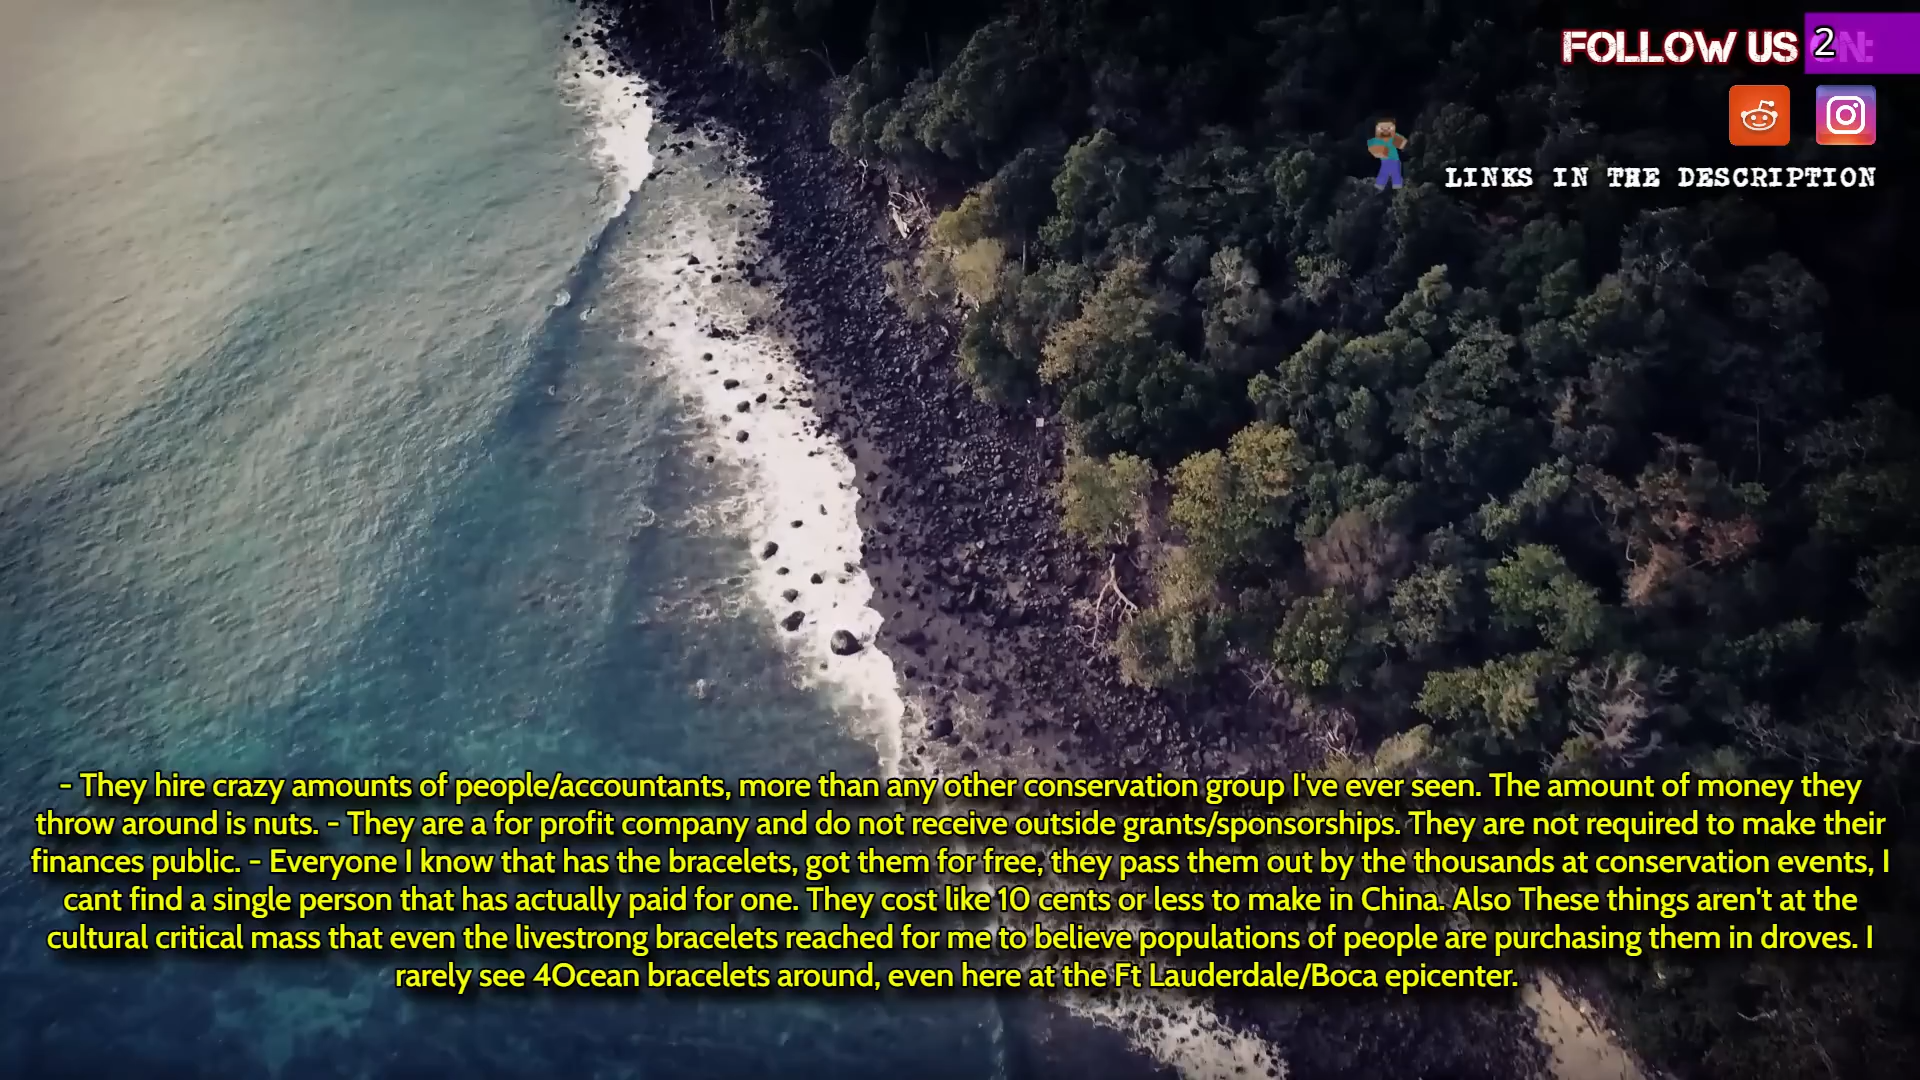 FOLLOW US ON:
2
LINKS IN THE DESCRIPTION
- They hire crazy amounts of people/accountants, more than any other conservation group I've ever seen. The amount of money they
throw around is nuts. - They are a for profit company and do not receive outside grants/sponsorships. They are not required to make their
finances public. - Everyone I know that has the bracelets, got them for free, they pass them out by the thousands at conservation events, I
cant find a single person that has actually paid for one. They cost like 10 cents or less to make in China. Also These things aren't at the
cultural critical mass that even the livestrong bracelets reached for me to believe populations of people are purchasing them in droves. I
rarely see 4Ocean bracelets around, even here at the Ft Lauderdale/Boca epicenter.